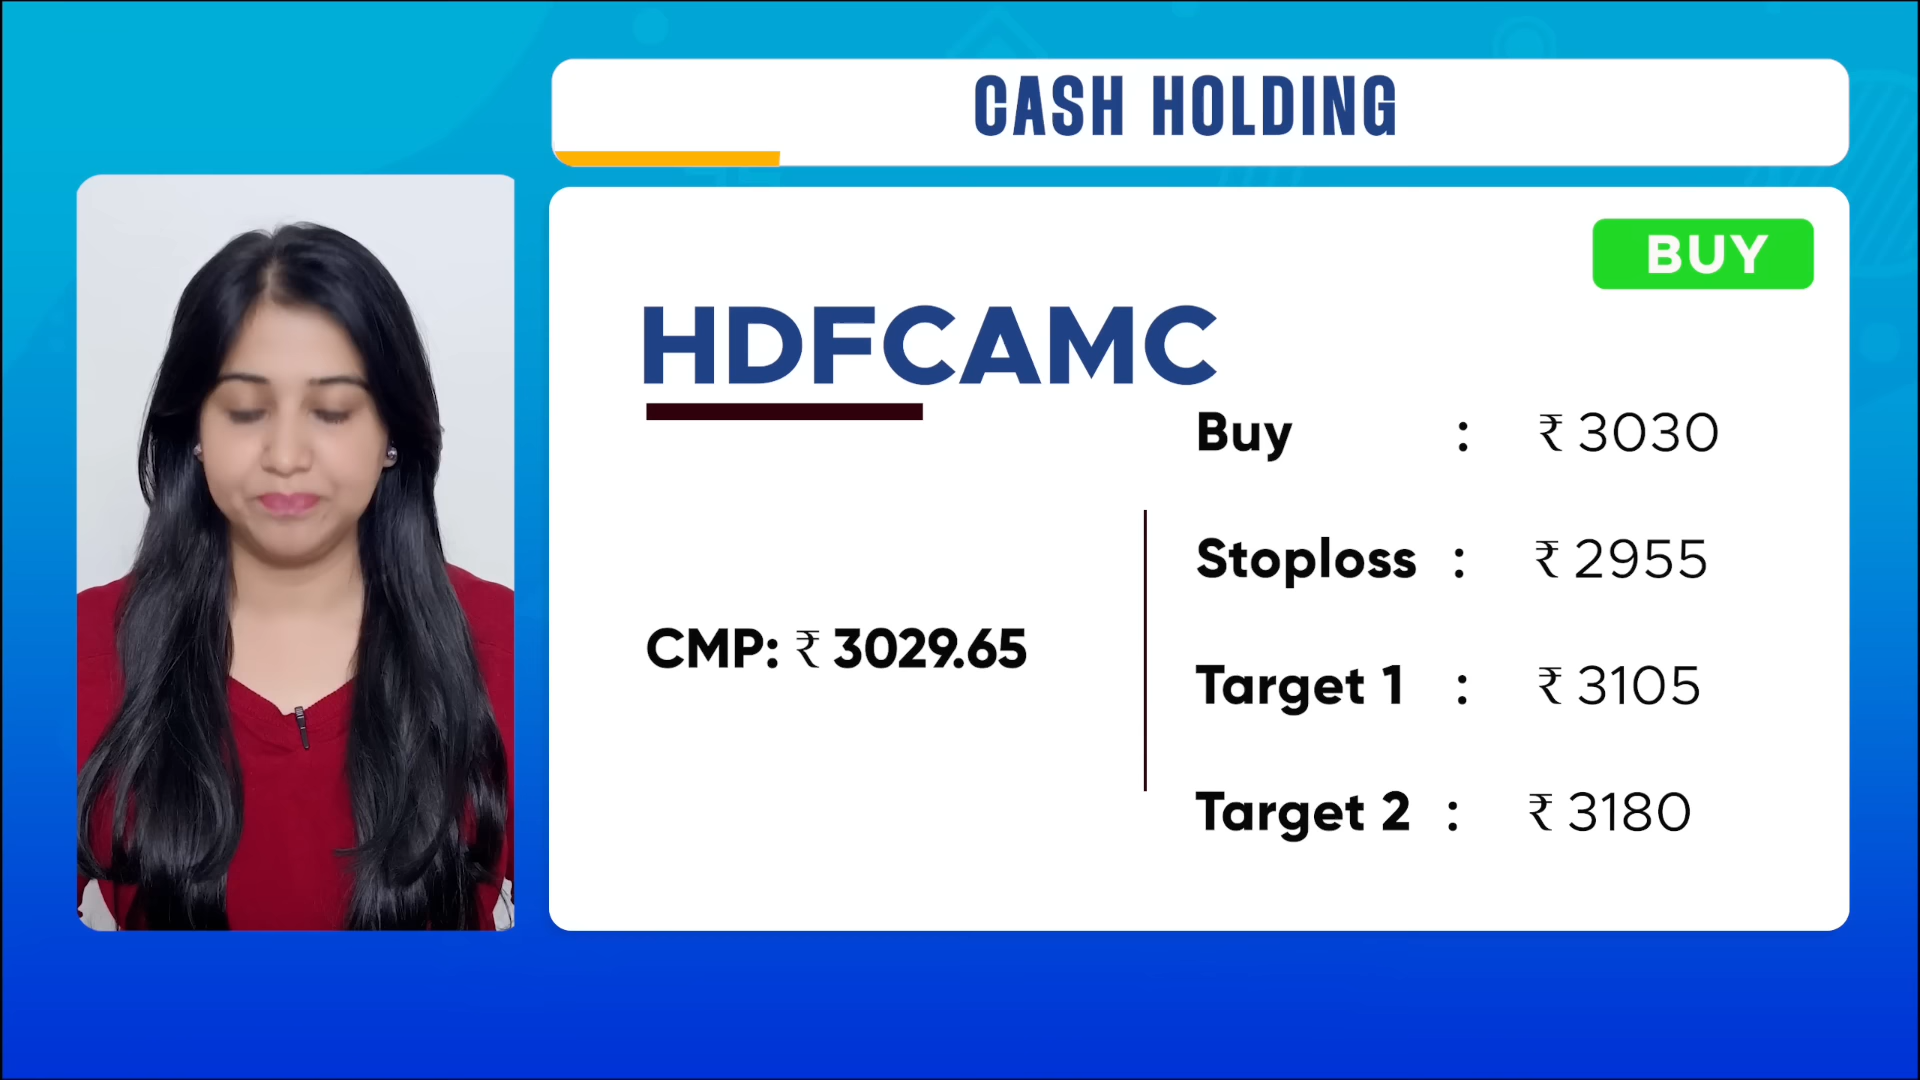 CASH HOLDING
BUY
HDFCAMC
CMP: ₹ 3029.65
Buy : ₹ 3030
Stoploss : ₹ 2955
Target 1 : ₹ 3105
Target 2 : ₹ 3180